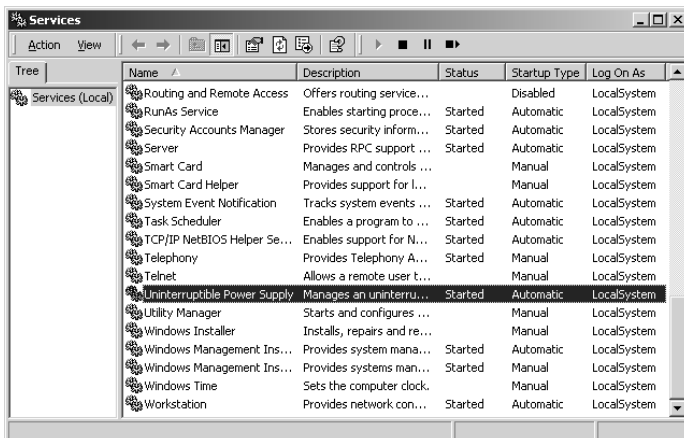 Services
Action View
Tree
Services (Local)
Name Description Status Startup Type Log On As
Routing and Remote Access Offers routing service... Disabled LocalSystem
RunAs Service Enables starting proce... Started Automatic LocalSystem
Security Accounts Manager Stores security inform... Started Automatic LocalSystem
Server Provides RPC support ... Started Automatic LocalSystem
Smart Card Manages and controls ... Manual LocalSystem
Smart Card Helper Provides support for l... Manual LocalSystem
System Event Notification Tracks system events ... Started Automatic LocalSystem
Task Scheduler Enables a program to ... Started Automatic LocalSystem
TCP/IP NetBIOS Helper Se... Enables support for N... Started Automatic LocalSystem
Telephony Provides Telephony A... Started Manual LocalSystem
Telnet Allows a remote user t... Manual LocalSystem
Uninterruptible Power Supply Manages an uninterru... Started Automatic LocalSystem
Utility Manager Starts and configures ... Manual LocalSystem
Windows Installer Installs, repairs and re... Manual LocalSystem
Windows Management Ins... Provides system mana... Started Automatic LocalSystem
Windows Management Ins... Provides systems man... Started Manual LocalSystem
Windows Time Sets the computer clock. Manual LocalSystem
Workstation Provides network con... Started Automatic LocalSystem